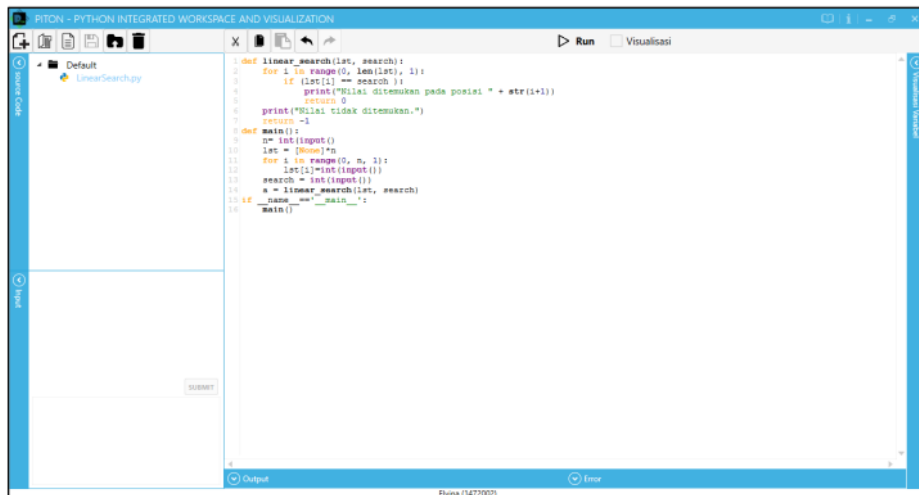 PITON - PYTHON INTEGRATED WORKSPACE AND VISUALIZATION
Run
Visualisasi
Source Code
Default
LinearSearch.py
1 def linear_search(lst, search):
2 for i in range(0, len(lst), 1):
3 if (lst[i] == search ):
4 print("Nilai ditemukan pada posisi " + str(i+1))
5 return 0
6 print("Nilai tidak ditemukan.")
7 return -1
8 def main():
9 n= int(input()
10 lst = [None]*n
11 for i in range(0, n, 1):
12 lst[i]=int(input())
13 search = int(input())
14 a = linear_search(lst, search)
15 if __name__=='__main__':
16 main()
Visualisasi Variabel
Input
SUBMIT
Output
Error
Elvina (1472002)